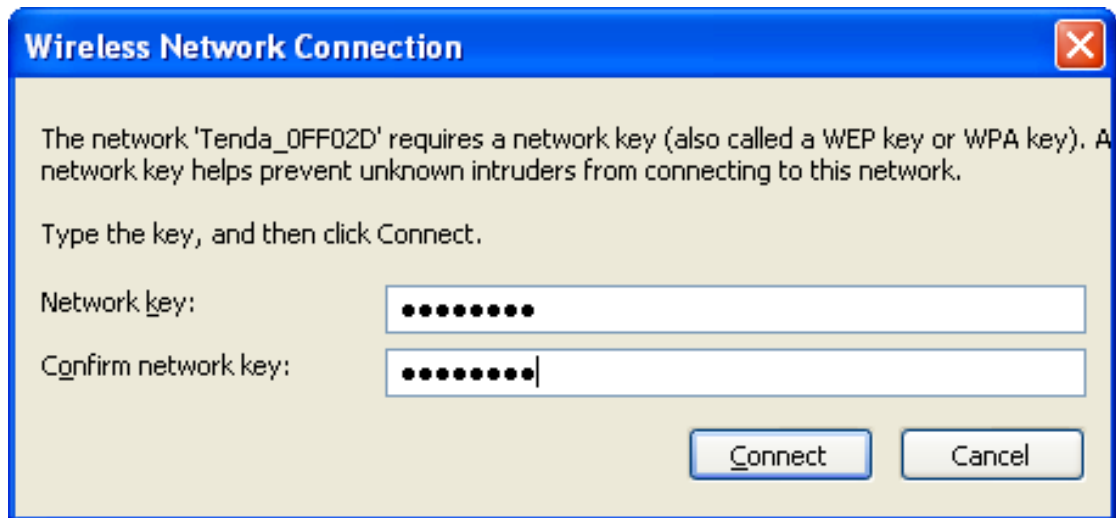 Wireless Network Connection
The network 'Tenda_0FF02D' requires a network key (also called a WEP key or WPA key). A
network key helps prevent unknown intruders from connecting to this network.
Type the key, and then click Connect.
Network key: ●●●●●●●●
Confirm network key: ●●●●●●●●
Connect Cancel